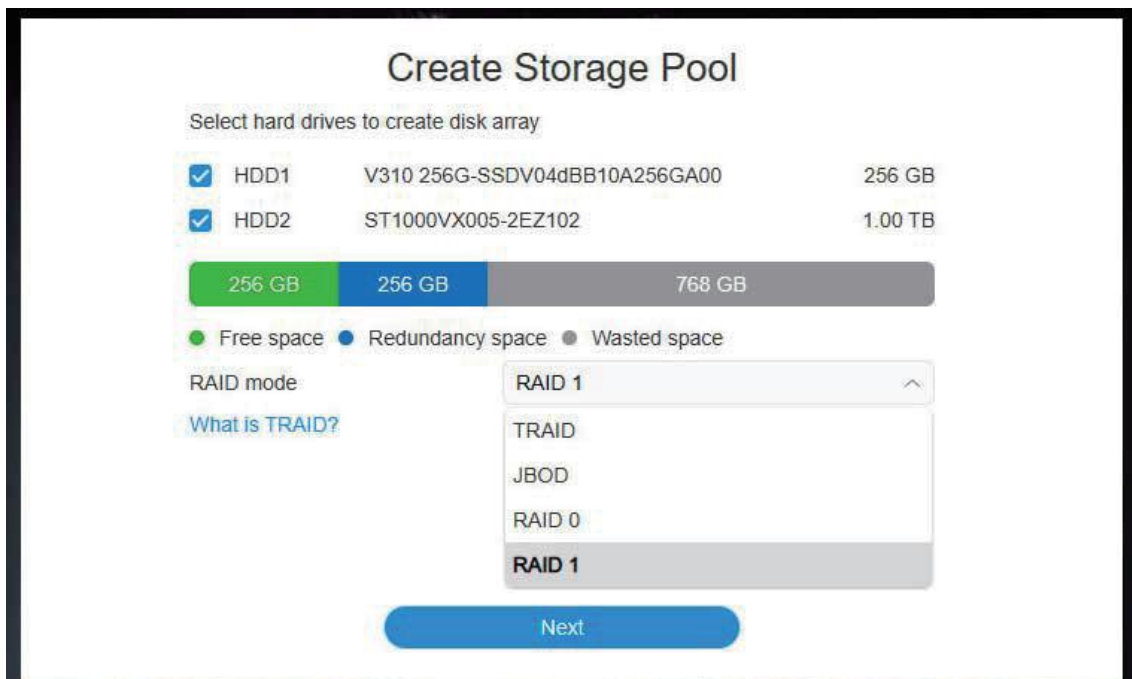 Create Storage Pool
Select hard drives to create disk array
HDD1 V310 256G-SSDV04dBB10A256GA00 256 GB
HDD2 ST1000VX005-2EZ102 1.00 TB
256 GB 256 GB 768 GB
Free space Redundancy space Wasted space
RAID mode RAID 1
What is TRAID? TRAID
JBOD
RAID 0
RAID 1
Next